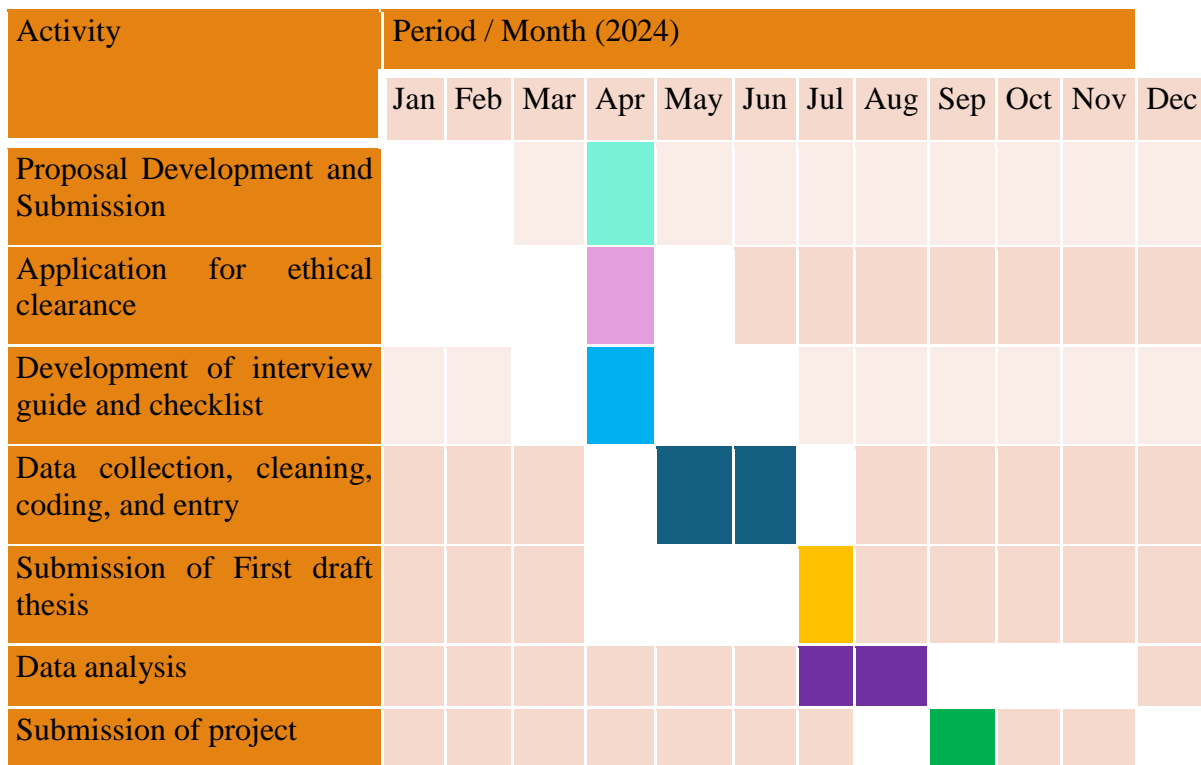 Activity
Period / Month (2024)
Jan Feb Mar Apr May Jun Jul Aug Sep Oct Nov Dec
Proposal Development and
Submission
Application for ethical
clearance
Development of interview
guide and checklist
Data collection, cleaning,
coding, and entry
Submission of First draft
thesis
Data analysis
Submission of project